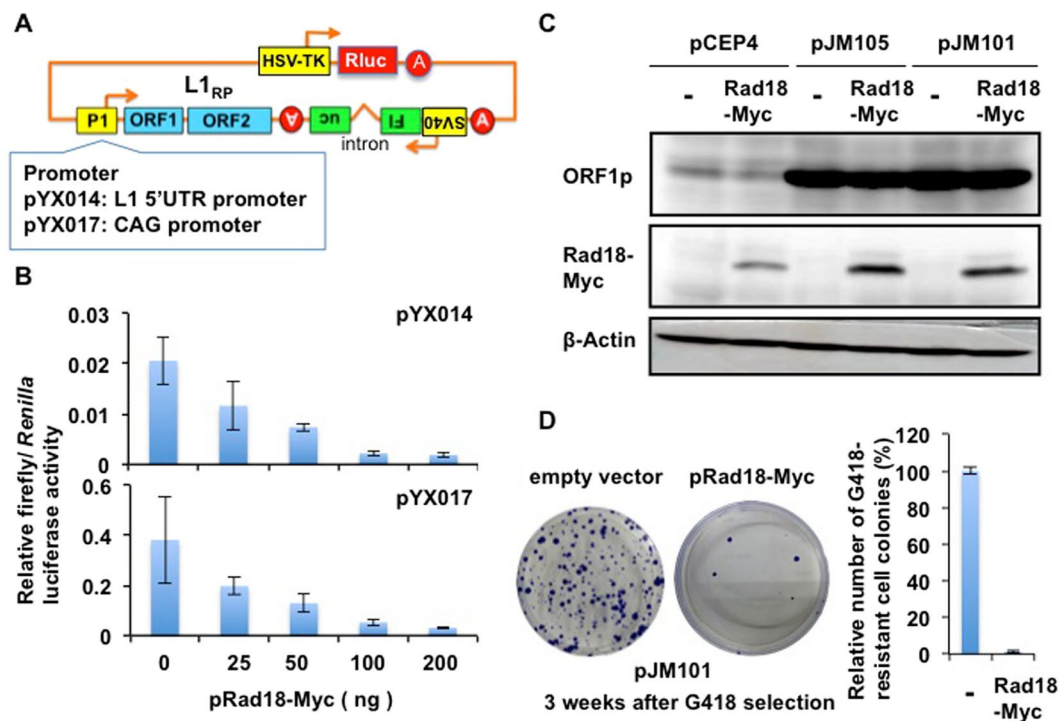 A
HSV-TK
Rluc
A
L1RP
P1
ORF1
ORF2
A
uc
Fl
SV40
A
intron
Promoter
pYX014: L1 5'UTR promoter
pYX017: CAG promoter
B
Relative firefly/ Renilla
luciferase activity
0.03
0.02
0.01
0
pYX014
0.6
0.4
0.2
0
pYX017
0 25 50 100 200
pRad18-Myc ( ng )
C
pCEP4 pJM105 pJM101
- Rad18 -Myc - Rad18 -Myc - Rad18 -Myc
ORF1p
Rad18-
Myc
β-Actin
D
empty vector pRad18-Myc
pJM101
3 weeks after G418 selection
Relative number of G418-
resistant cell colonies (%)
120
100
80
60
40
20
0
- Rad18
-Myc